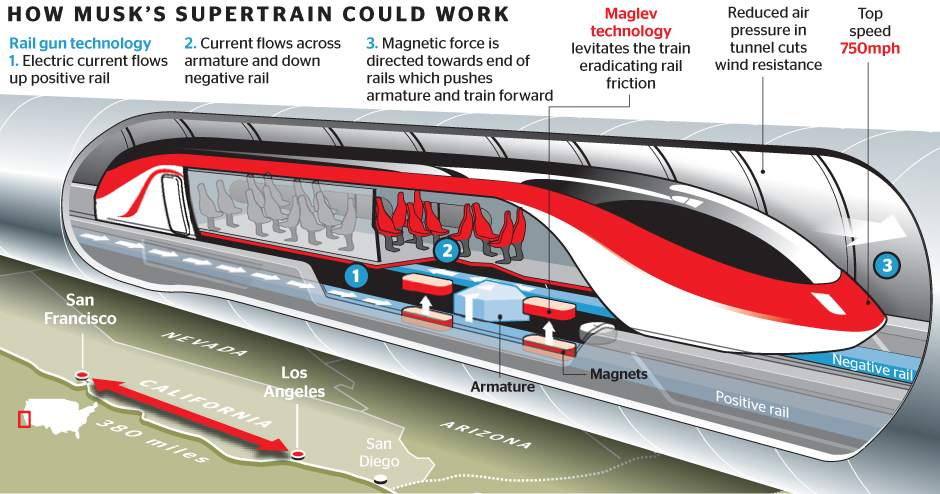 HOW MUSK'S SUPERTRAIN COULD WORK
Rail gun technology
1. Electric current flows
up positive rail
2. Current flows across
armature and down
negative rail
3. Magnetic force is
directed towards end of
rails which pushes
armature and train forward
Maglev
technology
levitates the train
eradicating rail
friction
Reduced air
pressure in
tunnel cuts
wind resistance
Top
speed
750mph
1
2
3
Armature
Magnets
Negative rail
Positive rail
San
Francisco
NEVADA
CALIFORNIA
Los
Angeles
380 miles
San
Diego
ARIZONA